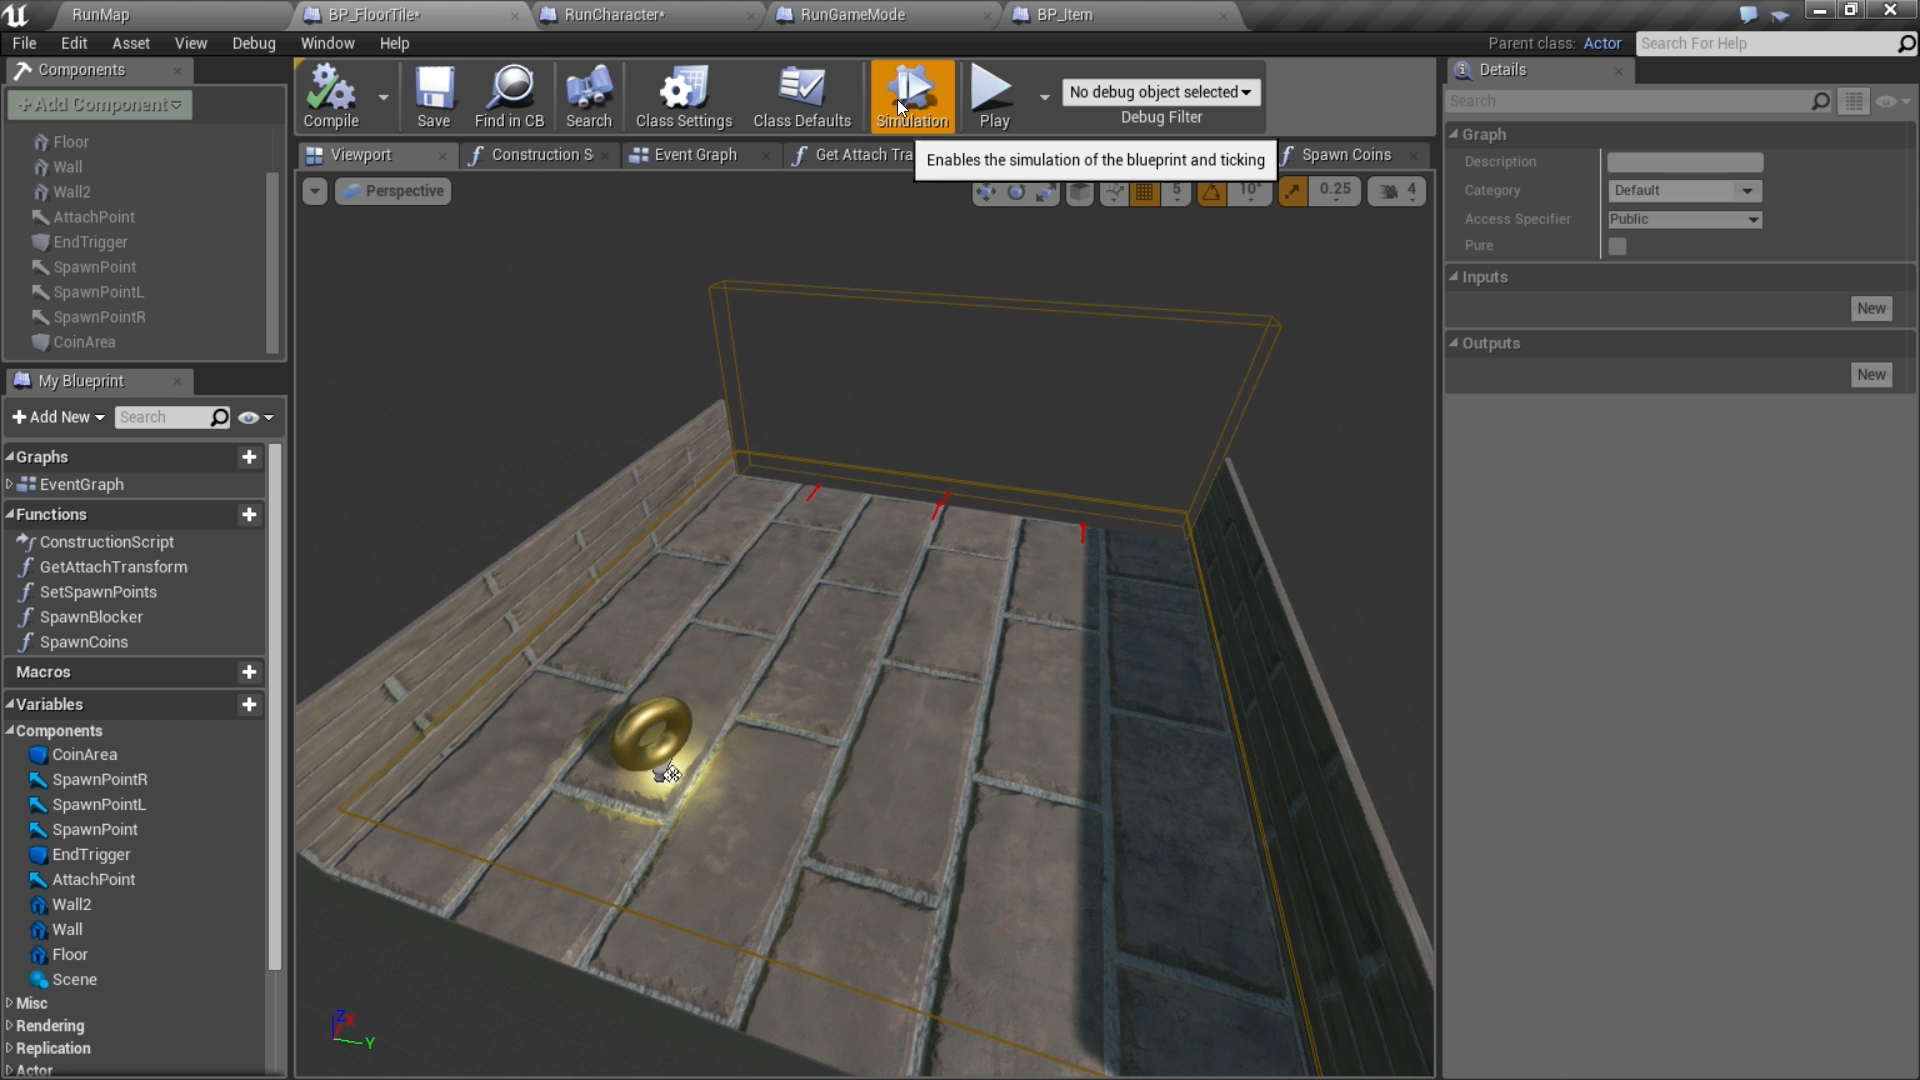 RunMap
BP_FloorTile*
RunCharacter*
RunGameMode
BP_Item
File Edit Asset View Debug Window Help
Parent class: Actor
Search For Help
Components
+Add Component
Floor
Wall
Wall2
AttachPoint
EndTrigger
SpawnPoint
SpawnPointL
SpawnPointR
CoinArea
My Blueprint
Add New
Search
Graphs
EventGraph
Functions
ConstructionScript
GetAttachTransform
SetSpawnPoints
SpawnBlocker
SpawnCoins
Macros
Variables
Components
CoinArea
SpawnPointR
SpawnPointL
SpawnPoint
EndTrigger
AttachPoint
Wall2
Wall
Floor
Scene
Misc
Rendering
Replication
Actor
Compile
Save
Find in CB
Search
Class Settings
Class Defaults
Simulation
Play
No debug object selected
Debug Filter
Viewport
Construction S
Event Graph
Get Attach Tra
Spawn Coins
Enables the simulation of the blueprint and ticking
Perspective
5
10°
0.25
4
Z
X
Y
Details
Search
Graph
Description
Category Default
Access Specifier Public
Pure
Inputs
New
Outputs
New